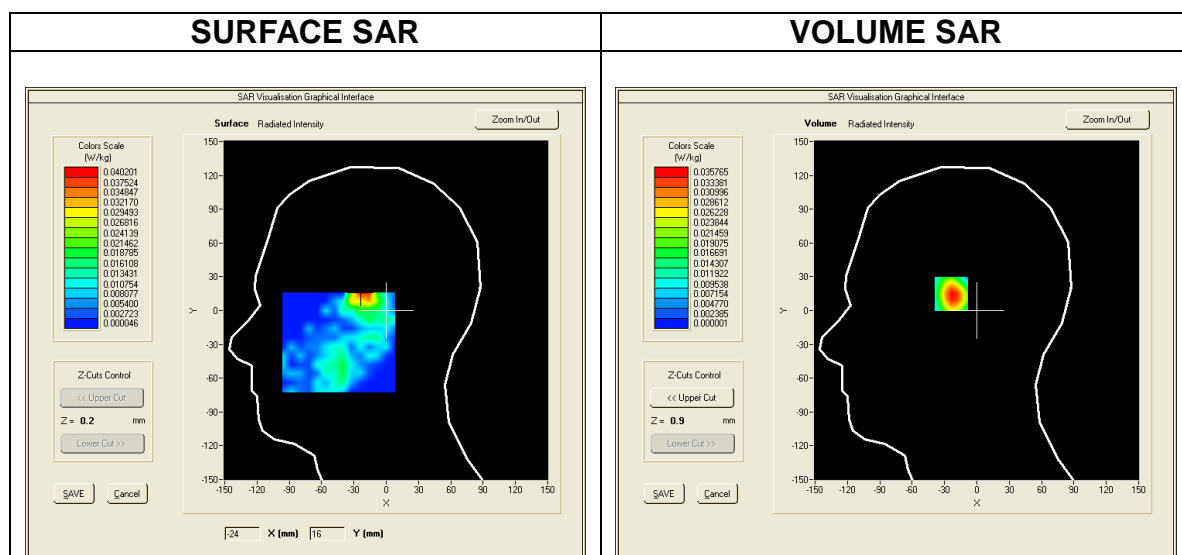 SURFACE SAR
VOLUME SAR
SAR Visualisation Graphical Interface
Surface Radiated Intensity
Zoom In/Out
Colors Scale
(W/kg)
0.040201
0.037524
0.034847
0.032170
0.029493
0.026816
0.024139
0.021462
0.018785
0.016108
0.013431
0.010754
0.008077
0.005400
0.002723
0.000046
Z-Cuts Control
<< Upper Cut
Z = 0.2 mm
Lower Cut >>
SAVE Cancel
150
120
90
60
30
0
-30
-60
-90
-120
-150
Y
-150 -120 -90 -60 -30 0 30 60 90 120 150
X
-24 X (mm) 16 Y (mm)
SAR Visualisation Graphical Interface
Volume Radiated Intensity
Zoom In/Out
Colors Scale
(W/kg)
0.035765
0.033381
0.030996
0.028612
0.026228
0.023844
0.021459
0.019075
0.016691
0.014307
0.011922
0.009538
0.007154
0.004770
0.002385
0.000001
Z-Cuts Control
<< Upper Cut
Z = 0.9 mm
Lower Cut >>
SAVE Cancel
150
120
90
60
30
0
-30
-60
-90
-120
-150
Y
-150 -120 -90 -60 -30 0 30 60 90 120 150
X